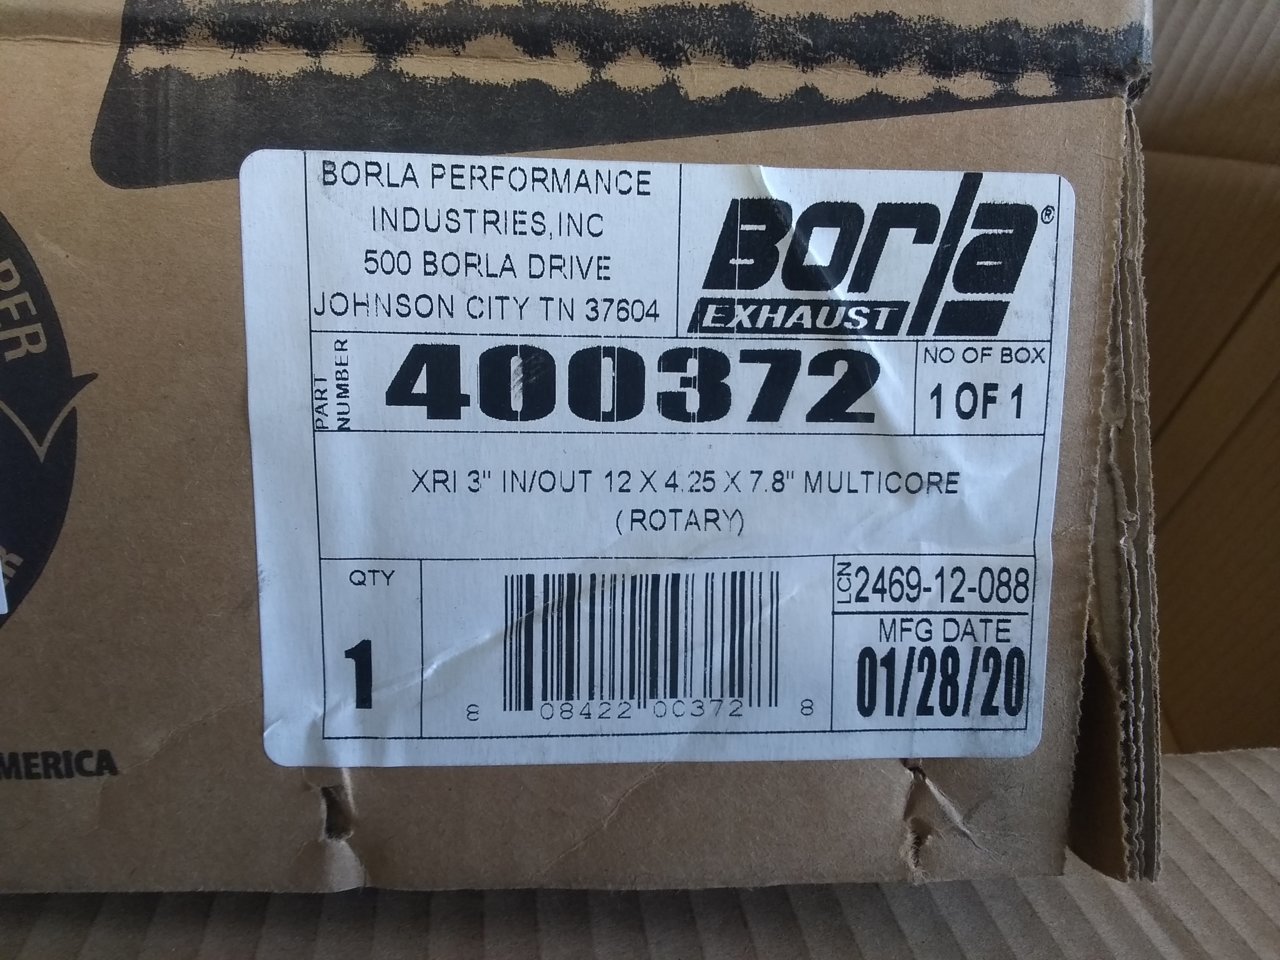 PER
R
MERICA
BORLA PERFORMANCE
INDUSTRIES,INC
500 BORLA DRIVE
JOHNSON CITY TN 37604
Borla®
EXHAUST
PART
NUMBER
400372
NO OF BOX
1 OF 1
XRI 3" IN/OUT 12 X 4.25 X 7.8" MULTICORE
(ROTARY)
QTY
1
8 08422 00372 8
LCN
2469-12-088
MFG DATE
01/28/20